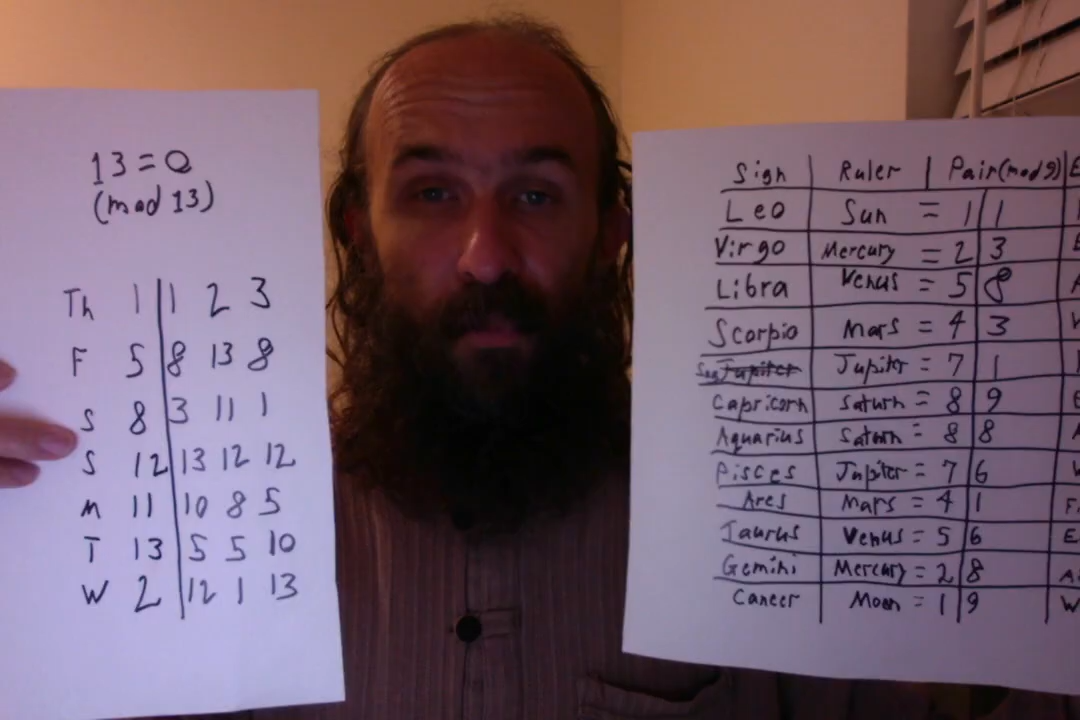 13 = 0
(mod 13)
Th 1 | 1 2 3
F 5 | 8 13 8
S 8 | 3 11 1
S 12 | 13 12 12
M 11 | 10 8 5
T 13 | 5 5 10
W 2 | 12 1 13
Sign | Ruler | Pair(mod 9) | E
Leo | Sun = 1 | 1
Virgo | Mercury = 2 | 3 | E
Libra | Venus = 5 | 8 | A
Scorpio | Mars = 4 | 3 | W
Sag Jupiter | Jupiter = 7 | 1
Capricorn | Saturn = 8 | 9 | E
Aquarius | Saturn = 8 | 8 | A
Pisces | Jupiter = 7 | 6 | W
Ares | Mars = 4 | 1 | F
Taurus | Venus = 5 | 6 | E
Gemini | Mercury = 2 | 8 | A
Cancer | Moon = 1 | 9 | W